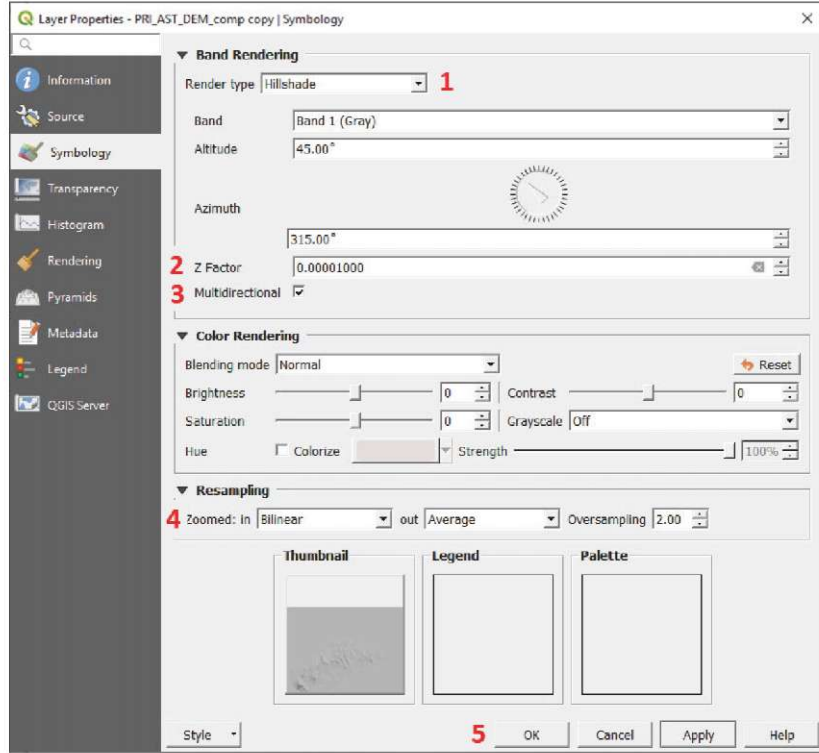 Layer Properties - PRI_AST_DEM_comp copy | Symbology
Information
Source
Symbology
Transparency
Histogram
Rendering
Pyramids
Metadata
Legend
QGIS Server
Band Rendering
Render type Hillshade 1
Band Band 1 (Gray)
Altitude 45.00°
Azimuth
315.00°
2 Z Factor 0.00001000
3 Multidirectional
Color Rendering
Blending mode Normal Reset
Brightness 0 Contrast 0
Saturation 0 Grayscale Off
Hue Colorize Strength 100%
Resampling
4 Zoomed: in Bilinear out Average Oversampling 2.00
Thumbnail Legend Palette
Style 5 OK Cancel Apply Help